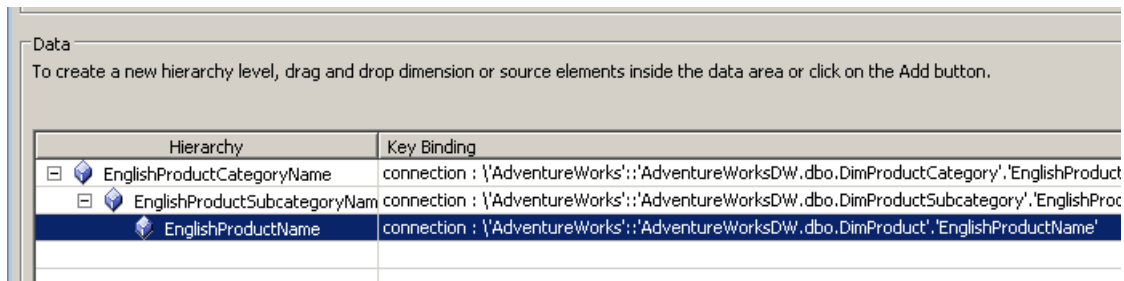 Data
To create a new hierarchy level, drag and drop dimension or source elements inside the data area or click on the Add button.
Hierarchy Key Binding
EnglishProductCategoryName connection : \'AdventureWorks'::'AdventureWorksDW.dbo.DimProductCategory'.'EnglishProduct
EnglishProductSubcategoryNam connection : \'AdventureWorks'::'AdventureWorksDW.dbo.DimProductSubcategory'.'EnglishProd
EnglishProductName connection : \'AdventureWorks'::'AdventureWorksDW.dbo.DimProduct'.'EnglishProductName'